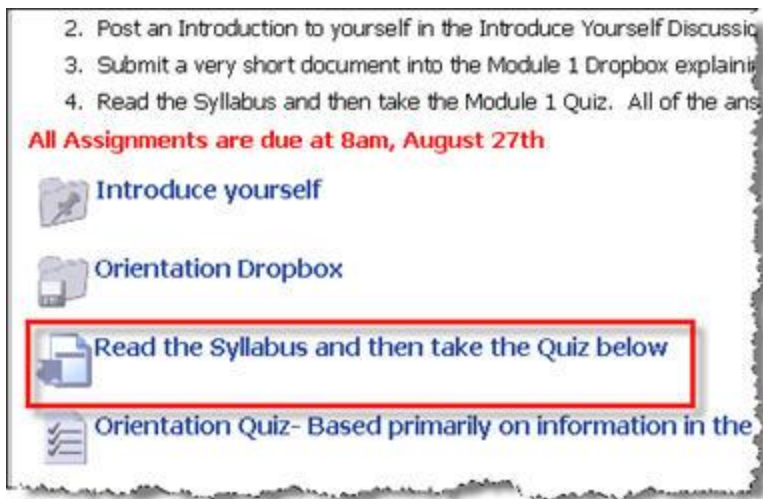 2. Post an Introduction to yourself in the Introduce Yourself
3. Submit a very short document into the Module 1 Dropbox
4. Read the Syllabus and then take the Module 1 Quiz. All of the
All Assignments are due at 8am, August 27th
Introduce yourself
Orientation Dropbox
Read the Syllabus and then take the Quiz below
Orientation Quiz- Based primarily on information in the